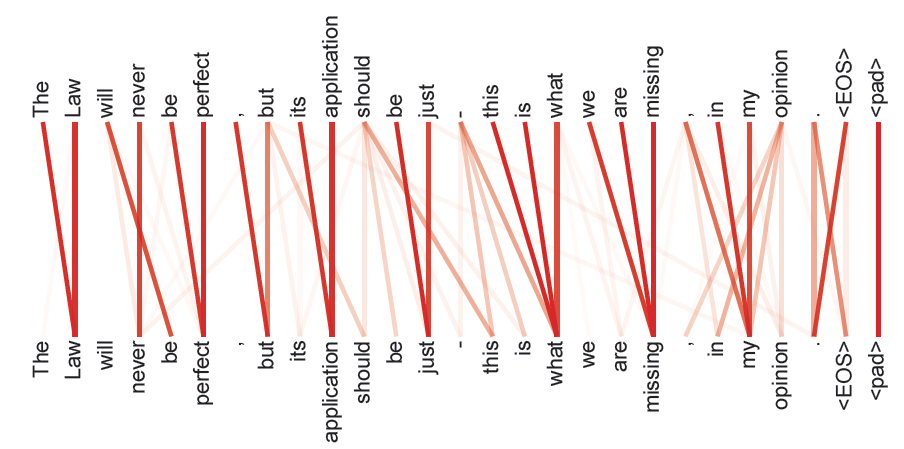 The Law will never be perfect , but its application should be just - this is what we are missing , in my opinion . <EOS> <pad>
The Law will never be perfect , but its application should be just - this is what we are missing , in my opinion . <EOS> <pad>